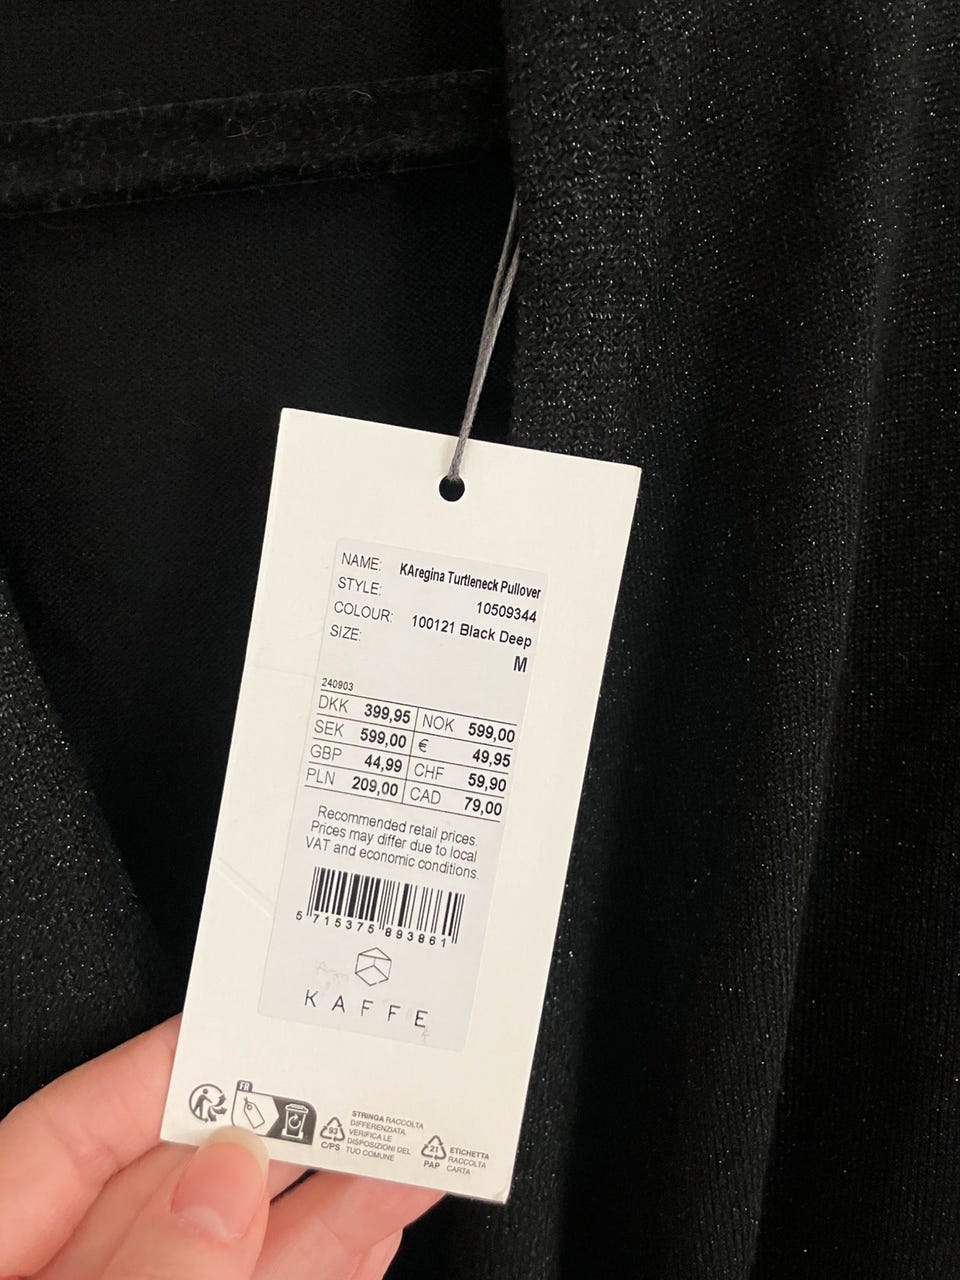 NAME: KAregina Turtleneck Pullover
STYLE: 10509344
COLOUR: 100121 Black Deep
SIZE: M
240903
DKK 399,95 NOK 599,00
SEK 599,00 € 49,95
GBP 44,99 CHF 59,90
PLN 209,00 CAD 79,00
Recommended retail prices.
Prices may differ due to local
VAT and economic conditions.
5 715375 893861
KAFFE
FR
93
C/PS
STRINGA RACCOLTA
DIFFERENZIATA.
VERIFICA LE
DISPOSIZIONI DEL
TUO COMUNE
21
PAP
ETICHETTA
RACCOLTA
CARTA